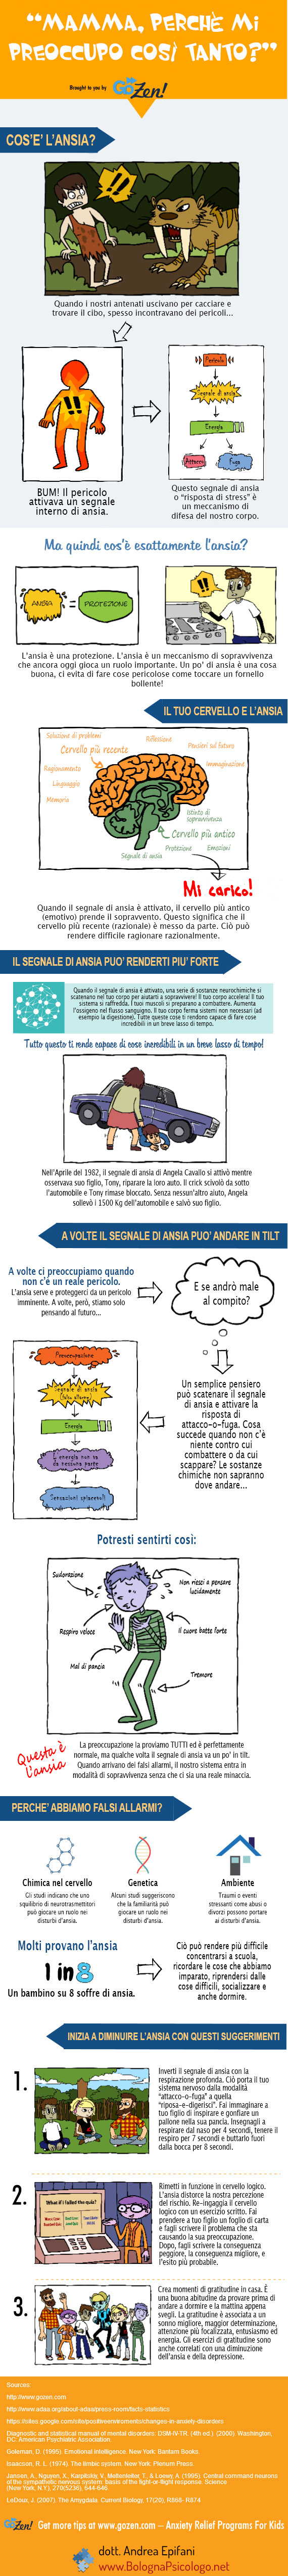 “MAMMA, PERCHÈ MI
PREOCCUPO COSÌ TANTO?”
Brought to you by GoZen!
COS'E' L'ANSIA?
!!
Quando i nostri antenati uscivano per cacciare e
trovare il cibo, spesso incontravano dei pericoli...
!!
BUM! Il pericolo
attivava un segnale
interno di ansia.
Pericolo
Segnale di ansia
Energia
Attacco
Fuga
Questo segnale di ansia
o “risposta di stress” è
un meccanismo di
difesa del nostro corpo.
Ma quindi cos'è esattamente l'ansia?
ANSIA = PROTEZIONE
!!
L'ansia è una protezione. L'ansia è un meccanismo di sopravvivenza
che ancora oggi gioca un ruolo importante. Un po' di ansia è una cosa
buona, ci evita di fare cose pericolose come toccare un fornello
bollente!
IL TUO CERVELLO E L'ANSIA
Soluzione di problemi
Riflessione
Cervello più recente
Pensieri sul futuro
Ragionamento
Immaginazione
Linguaggio
Memoria
Istinto di
sopravvivenza
Cervello più antico
Protezione
Emozioni
Segnale di ansia
Mi carico!
Quando il segnale di ansia è attivato, il cervello più antico
(emotivo) prende il sopravvento. Questo significa che il
cervello più recente (razionale) è messo da parte. Ciò può
rendere difficile ragionare razionalmente.
IL SEGNALE DI ANSIA PUO' RENDERTI PIU' FORTE
Quando il segnale di ansia è attivato, una serie di sostanze neurochimiche si
scatenano nel tuo corpo per aiutarti a sopravvivere! Il tuo corpo accelera! Il tuo
sistema si raffredda. I tuoi muscoli si preparano a combattere. Aumenta
l'ossigeno nel flusso sanguigno. Il tuo corpo ferma sistemi non necessari (ad
esempio la digestione). Tutte queste cose ti rendono capace di fare cose
incredibili in un breve lasso di tempo.
Tutto questo ti rende capace di cose incredibili in un breve lasso di tempo!
Nell'Aprile del 1982, il segnale di ansia di Angela Cavallo si attivò mentre
osservava suo figlio, Tony, riparare la loro auto. Il crick scivolò da sotto
l'automobile e Tony rimase bloccato. Senza nessun'altro aiuto, Angela
sollevò i 1500 Kg dell'automobile e salvò suo figlio.
A VOLTE IL SEGNALE DI ANSIA PUO' ANDARE IN TILT
A volte ci preoccupiamo quando
non c'è un reale pericolo.
L'ansia serve a proteggerci da un pericolo
imminente. A volte, però, stiamo solo
pensando al futuro...
E se andrò male
al compito?
Preoccupazione
Segnale di ansia
(falso allarme)
Energia
L'energia non va
da nessuna parte
Sensazioni spiacevoli
Un semplice pensiero
può scatenare il segnale
di ansia e attivare la
risposta di
attacco-o-fuga. Cosa
succede quando non c'è
niente contro cui
combattere o da cui
scappare? Le sostanze
chimiche non sapranno
dove andare...
Potresti sentirti così:
Sudorazione
Non riesci a pensare
lucidamente
Respiro veloce
Il cuore batte forte
Mal di pancia
Tremore
Questa è
l'ansia
La preoccupazione la proviamo TUTTI ed è perfettamente
normale, ma qualche volta il segnale di ansia va un po' in tilt.
Quando arrivano dei falsi allarmi, il nostro sistema entra in
modalità di sopravvivenza senza che ci sia una reale minaccia.
PERCHE' ABBIAMO FALSI ALLARMI?
Chimica nel cervello
Gli studi indicano che uno
squilibrio di neurotrasmettitori
può giocare un ruolo nei
disturbi d'ansia.
Genetica
Alcuni studi suggeriscono
che la familiarità può
giocare un ruolo nei
disturbi d'ansia.
Ambiente
Traumi o eventi
stressanti come abusi o
divorzi possono portare
ai disturbi d'ansia.
Molti provano l'ansia
1 in 8
Un bambino su 8 soffre di ansia.
Ciò può rendere più difficile
concentrarsi a scuola,
ricordare le cose che abbiamo
imparato, riprendersi dalle
cose difficili, socializzare e
anche dormire.
INIZIA A DIMINUIRE L'ANSIA CON QUESTI SUGGERIMENTI
1.
Inverti il segnale di ansia con la
respirazione profonda. Ciò porta il tuo
sistema nervoso dalla modalità
“attacco-o-fuga” a quella
“riposa-e-digerisci”. Fai immaginare a
tuo figlio di inspirare e gonfiare un
pallone nella sua pancia. Insegnagli a
respirare dal naso per 4 secondi, tenere il
respiro per 7 secondi e buttarlo fuori
dalla bocca per 8 secondi.
2.
What if I failed the quiz?
Rimetti in funzione in cervello logico.
L'ansia distorce la nostra percezione
del rischio. Re-ingaggia il cervello
logico con un esercizio scritto. Fai
prendere a tuo figlio un foglio di carta
e fagli scrivere il problema che sta
causando la sua preoccupazione.
Dopo, fagli scrivere la conseguenza
peggiore, la conseguenza migliore, e
l'esito più probabile.
3.
Crea momenti di gratitudine in casa. È
una buona abitudine da provare prima di
andare a dormire e la mattina appena
svegli. La gratitudine è associata a un
sonno migliore, maggior determinazione,
attenzione più focalizzata, entusiasmo ed
energia. Gli esercizi di gratitudine sono
anche correlati con una diminuzione
dell'ansia e della depressione.
Sources:
http://www.gozen.com
http://www.adaa.org/about-adaa/press-room/facts-statistics
https://sites.google.com/site/positiveenviroments/changes-in-anxiety-disorders
Diagnostic and statistical manual of mental disorders: DSM-IV-TR. (4th ed.). (2000). Washington,
DC: American Psychiatric Association.
Goleman, D. (1995). Emotional intelligence. New York: Bantam Books.
Isaacson, R. L. (1974). The limbic system. New York: Plenum Press.
Jansen, A., Nguyen, X., Karpitskiy, V., Mettenleiter, T., & Loewy, A. (1995). Central command neurons
of the sympathetic nervous system: basis of the fight-or-flight response. Science
(New York, N.Y.), 270(5236), 644-646.
LeDoux, J. (2007). The Amygdala. Current Biology, 17(20), R868- R874
GoZen! Get more tips at www.gozen.com – Anxiety Relief Programs For Kids
dott. Andrea Epifani
www.BolognaPsicologo.net